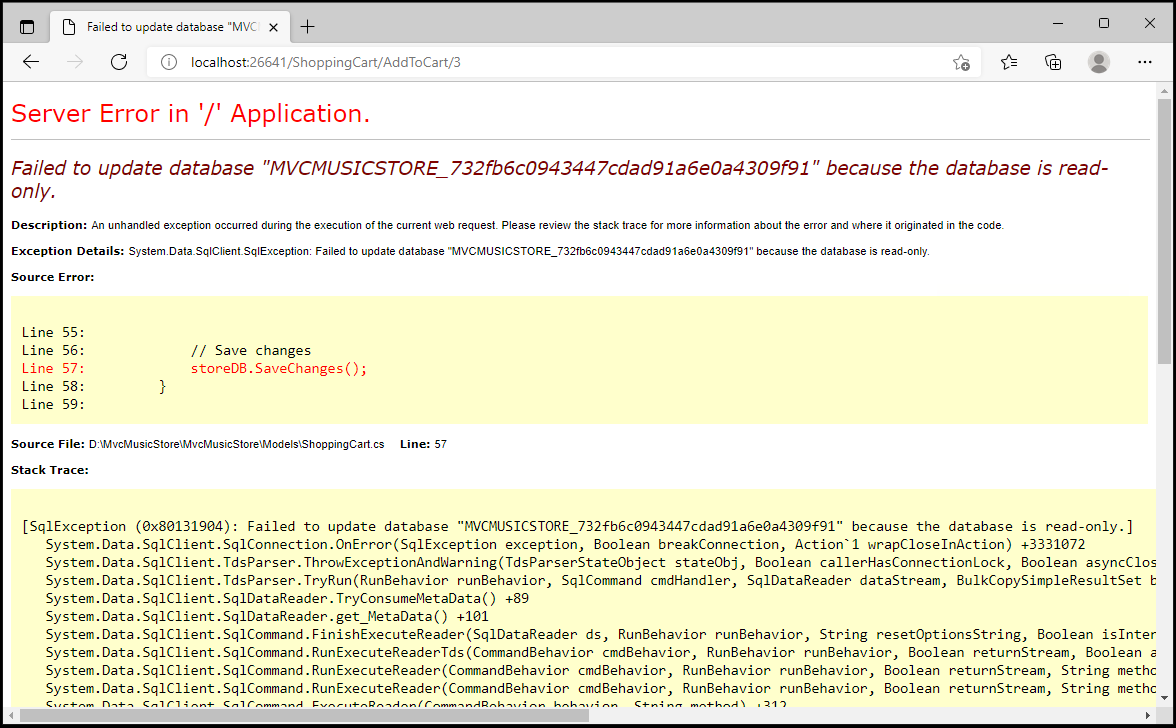 Failed to update database "MVC
localhost:26641/ShoppingCart/AddToCart/3
Server Error in '/' Application.
Failed to update database "MVCMUSICSTORE_732fb6c0943447cdad91a6e0a4309f91" because the database is read-
only.
Description: An unhandled exception occurred during the execution of the current web request. Please review the stack trace for more information about the error and where it originated in the code.
Exception Details: System.Data.SqlClient.SqlException: Failed to update database "MVCMUSICSTORE_732fb6c0943447cdad91a6e0a4309f91" because the database is read-only.
Source Error:
Line 55:
Line 56:             // Save changes
Line 57:             storeDB.SaveChanges();
Line 58:         }
Line 59:
Source File: D:\MvcMusicStore\MvcMusicStore\Models\ShoppingCart.cs    Line: 57
Stack Trace:
[SqlException (0x80131904): Failed to update database "MVCMUSICSTORE_732fb6c0943447cdad91a6e0a4309f91" because the database is read-only.]
   System.Data.SqlClient.SqlConnection.OnError(SqlException exception, Boolean breakConnection, Action`1 wrapCloseInAction) +3331072
   System.Data.SqlClient.TdsParser.ThrowExceptionAndWarning(TdsParserStateObject stateObj, Boolean callerHasConnectionLock, Boolean asyncClos
   System.Data.SqlClient.TdsParser.TryRun(RunBehavior runBehavior, SqlCommand cmdHandler, SqlDataReader dataStream, BulkCopySimpleResultSet b
   System.Data.SqlClient.SqlDataReader.TryConsumeMetaData() +89
   System.Data.SqlClient.SqlDataReader.get_MetaData() +101
   System.Data.SqlClient.SqlCommand.FinishExecuteReader(SqlDataReader ds, RunBehavior runBehavior, String resetOptionsString, Boolean isInter
   System.Data.SqlClient.SqlCommand.RunExecuteReaderTds(CommandBehavior cmdBehavior, RunBehavior runBehavior, Boolean returnStream, Boolean a
   System.Data.SqlClient.SqlCommand.RunExecuteReader(CommandBehavior cmdBehavior, RunBehavior runBehavior, Boolean returnStream, String metho
   System.Data.SqlClient.SqlCommand.RunExecuteReader(CommandBehavior cmdBehavior, RunBehavior runBehavior, Boolean returnStream, String metho
   System.Data.SqlClient.SqlCommand.ExecuteReader(CommandBehavior behavior, String method) +312